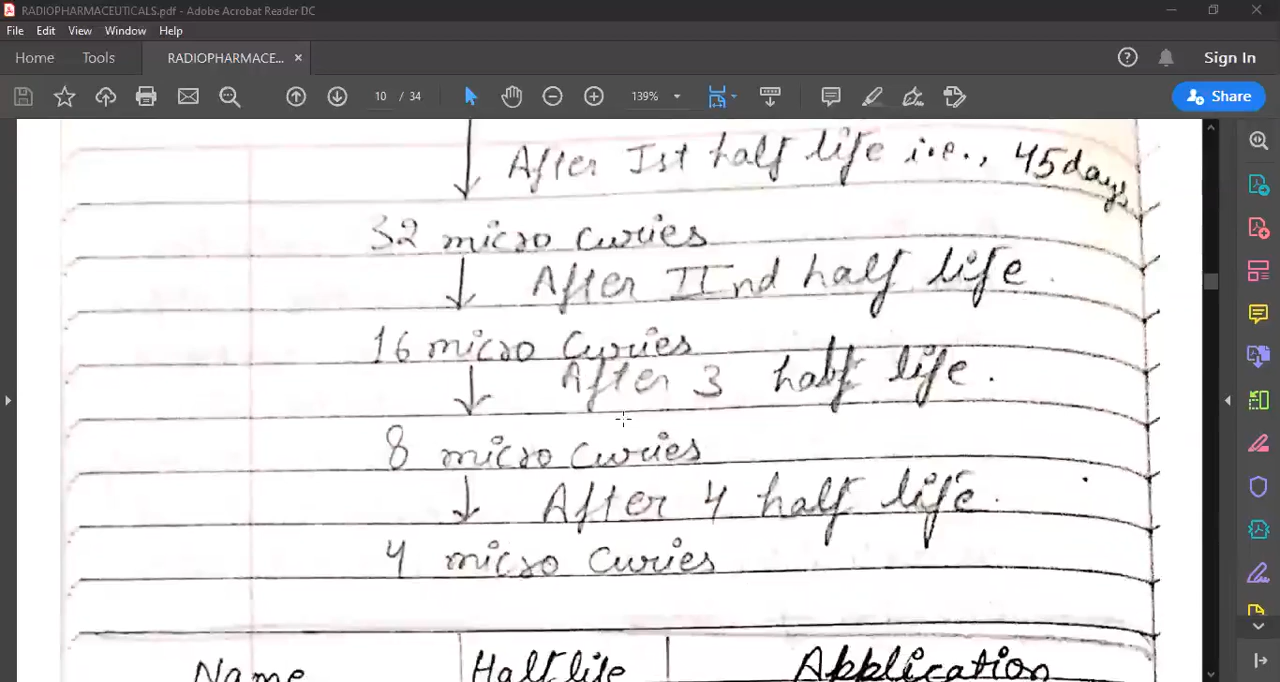 RADIOPHARMACEUTICALS.pdf - Adobe Acrobat Reader DC
File Edit View Window Help
Home Tools RADIOPHARMACE... × Sign In
10 / 34 139% Share
After Ist half life i.e., 45 days
32 micro curies
After IInd half life.
16 micro curies
After 3 half life.
8 micro curies
After 4 half life.
4 micro curies
Name Half life Application